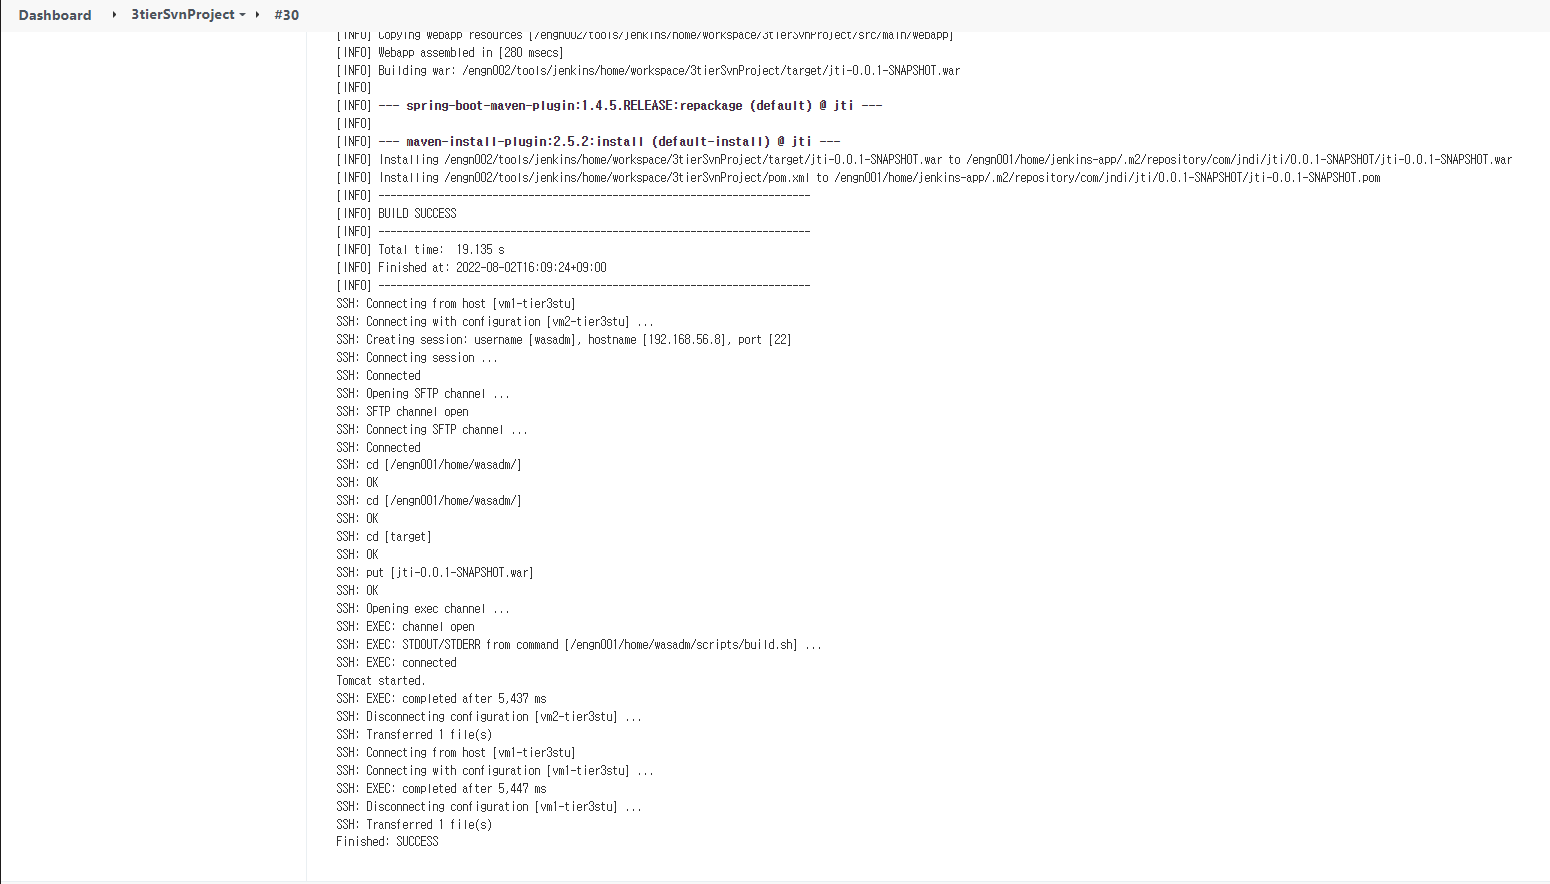 Dashboard 3tierSvnProject #30
[INFO] Copying webapp resources [/engn002/tools/jenkins/home/workspace/3tierSvnProject/src/main/webapp]
[INFO] Webapp assembled in [280 msecs]
[INFO] Building war: /engn002/tools/jenkins/home/workspace/3tierSvnProject/target/jti-0.0.1-SNAPSHOT.war
[INFO]
[INFO] --- spring-boot-maven-plugin:1.4.5.RELEASE:repackage (default) @ jti ---
[INFO]
[INFO] --- maven-install-plugin:2.5.2:install (default-install) @ jti ---
[INFO] Installing /engn002/tools/jenkins/home/workspace/3tierSvnProject/target/jti-0.0.1-SNAPSHOT.war to /engn001/home/jenkins-app/.m2/repository/com/jndi/jti/0.0.1-SNAPSHOT/jti-0.0.1-SNAPSHOT.war
[INFO] Installing /engn002/tools/jenkins/home/workspace/3tierSvnProject/pom.xml to /engn001/home/jenkins-app/.m2/repository/com/jndi/jti/0.0.1-SNAPSHOT/jti-0.0.1-SNAPSHOT.pom
[INFO] ------------------------------------------------------------------------
[INFO] BUILD SUCCESS
[INFO] ------------------------------------------------------------------------
[INFO] Total time:  19.135 s
[INFO] Finished at: 2022-08-02T16:09:24+09:00
[INFO] ------------------------------------------------------------------------
SSH: Connecting from host [vm1-tier3stu]
SSH: Connecting with configuration [vm2-tier3stu] ...
SSH: Creating session: username [wasadm], hostname [192.168.56.8], port [22]
SSH: Connecting session ...
SSH: Connected
SSH: Opening SFTP channel ...
SSH: SFTP channel open
SSH: Connecting SFTP channel ...
SSH: Connected
SSH: cd [/engn001/home/wasadm/]
SSH: OK
SSH: cd [/engn001/home/wasadm/]
SSH: OK
SSH: cd [target]
SSH: OK
SSH: put [jti-0.0.1-SNAPSHOT.war]
SSH: OK
SSH: Opening exec channel ...
SSH: EXEC: channel open
SSH: EXEC: STDOUT/STDERR from command [/engn001/home/wasadm/scripts/build.sh] ...
SSH: EXEC: connected
Tomcat started.
SSH: EXEC: completed after 5,437 ms
SSH: Disconnecting configuration [vm2-tier3stu] ...
SSH: Transferred 1 file(s)
SSH: Connecting from host [vm1-tier3stu]
SSH: Connecting with configuration [vm1-tier3stu] ...
SSH: EXEC: completed after 5,447 ms
SSH: Disconnecting configuration [vm1-tier3stu] ...
SSH: Transferred 1 file(s)
Finished: SUCCESS